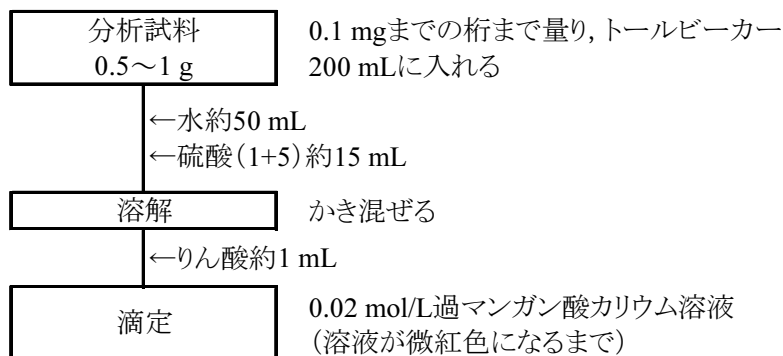 分析試料 0.1 mgまでの桁まで量り, トールビーカー
0.5～1 g 200 mLに入れる
←水約50 mL
←硫酸（1+5）約15 mL
溶解 かき混ぜる
←りん酸約1 mL
滴定 0.02 mol/L過マンガン酸カリウム溶液
（溶液が微紅色になるまで）